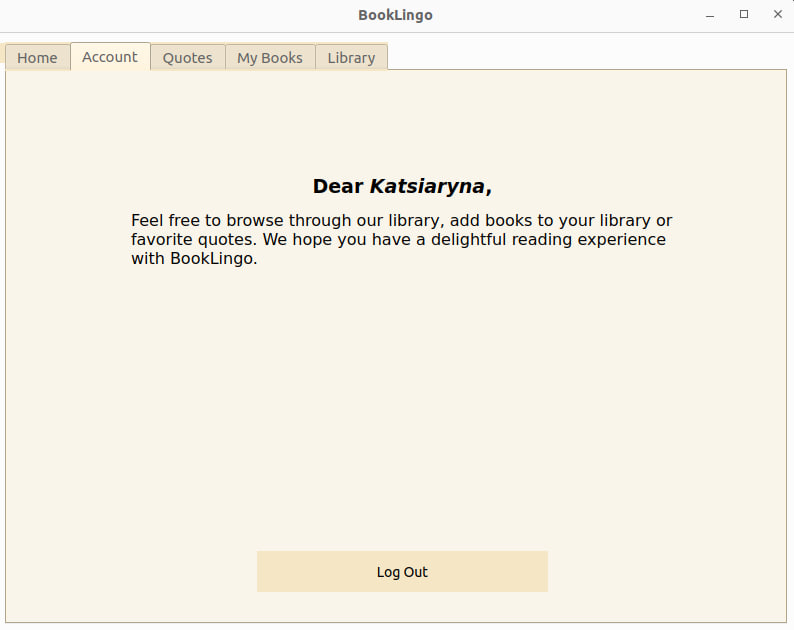 BookLingo
Home Account Quotes My Books Library
Dear Katsiaryna,
Feel free to browse through our library, add books to your library or
favorite quotes. We hope you have a delightful reading experience
with BookLingo.
Log Out